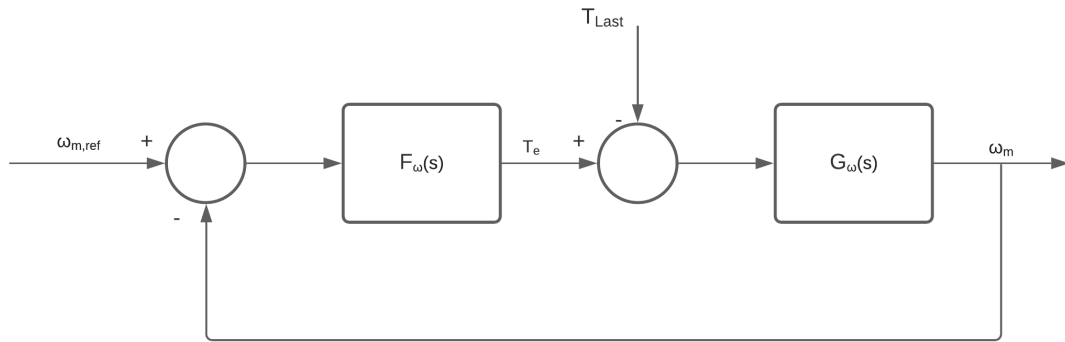 T_Last
ω_m,ref
+
-
F_ω(s)
T_e
+
-
G_ω(s)
ω_m